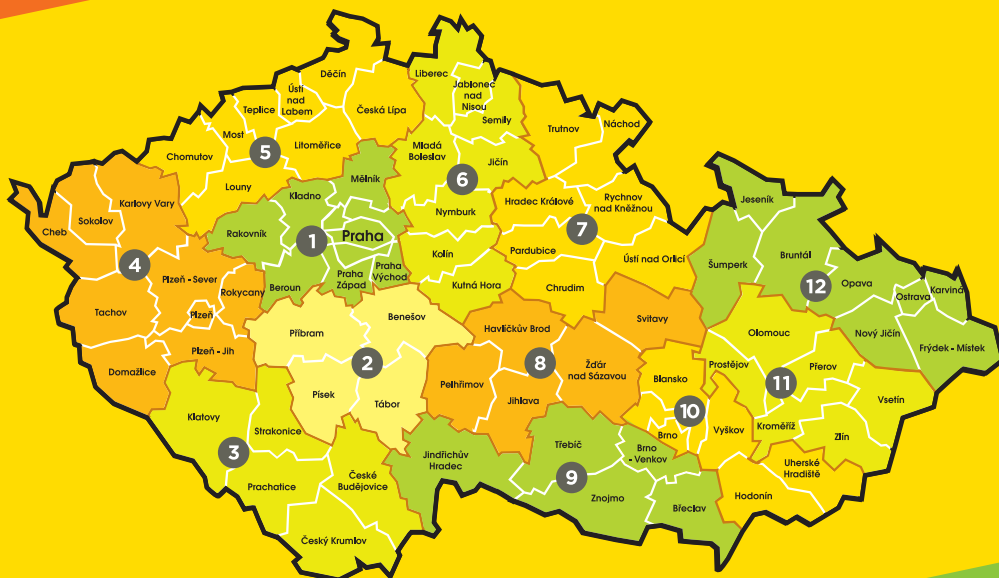 Děčín
Liberec
Ústí
nad
Labem
Jablonec
nad
Nisou
Teplice
Česká Lípa
Semily
Most
Litoměřice
Trutnov
Náchod
Chomutov
5
Mladá
Boleslav
Jičín
6
Louny
Mělník
Kladno
Karlovy Vary
Sokolov
Cheb
Nymburk
Hradec Králové
Rychnov
nad Kněžnou
7
Jeseník
Rakovník
1
Praha
Kolín
Pardubice
Ústí nad Orlicí
Šumperk
Bruntál
12
4
Plzeň - Sever
Rokycany
Beroun
Praha
Západ
Praha
Východ
Kutná Hora
Chrudim
Opava
Ostrava
Karviná
Tachov
Plzeň
Benešov
Příbram
Havlíčkův Brod
Svitavy
Olomouc
Nový Jičín
Frýdek - Místek
Plzeň - Jih
Domažlice
2
8
Žďár
nad Sázavou
Prostějov
Přerov
11
Blansko
Písek
Tábor
Pelhřimov
Jihlava
10
Vsetín
Klatovy
Strakonice
Brno
Vyškov
Kroměříž
Zlín
3
Jindřichův
Hradec
Třebíč
Brno
- Venkov
Uherské
Hradiště
9
Prachatice
České
Budějovice
Znojmo
Břeclav
Hodonín
Český Krumlov